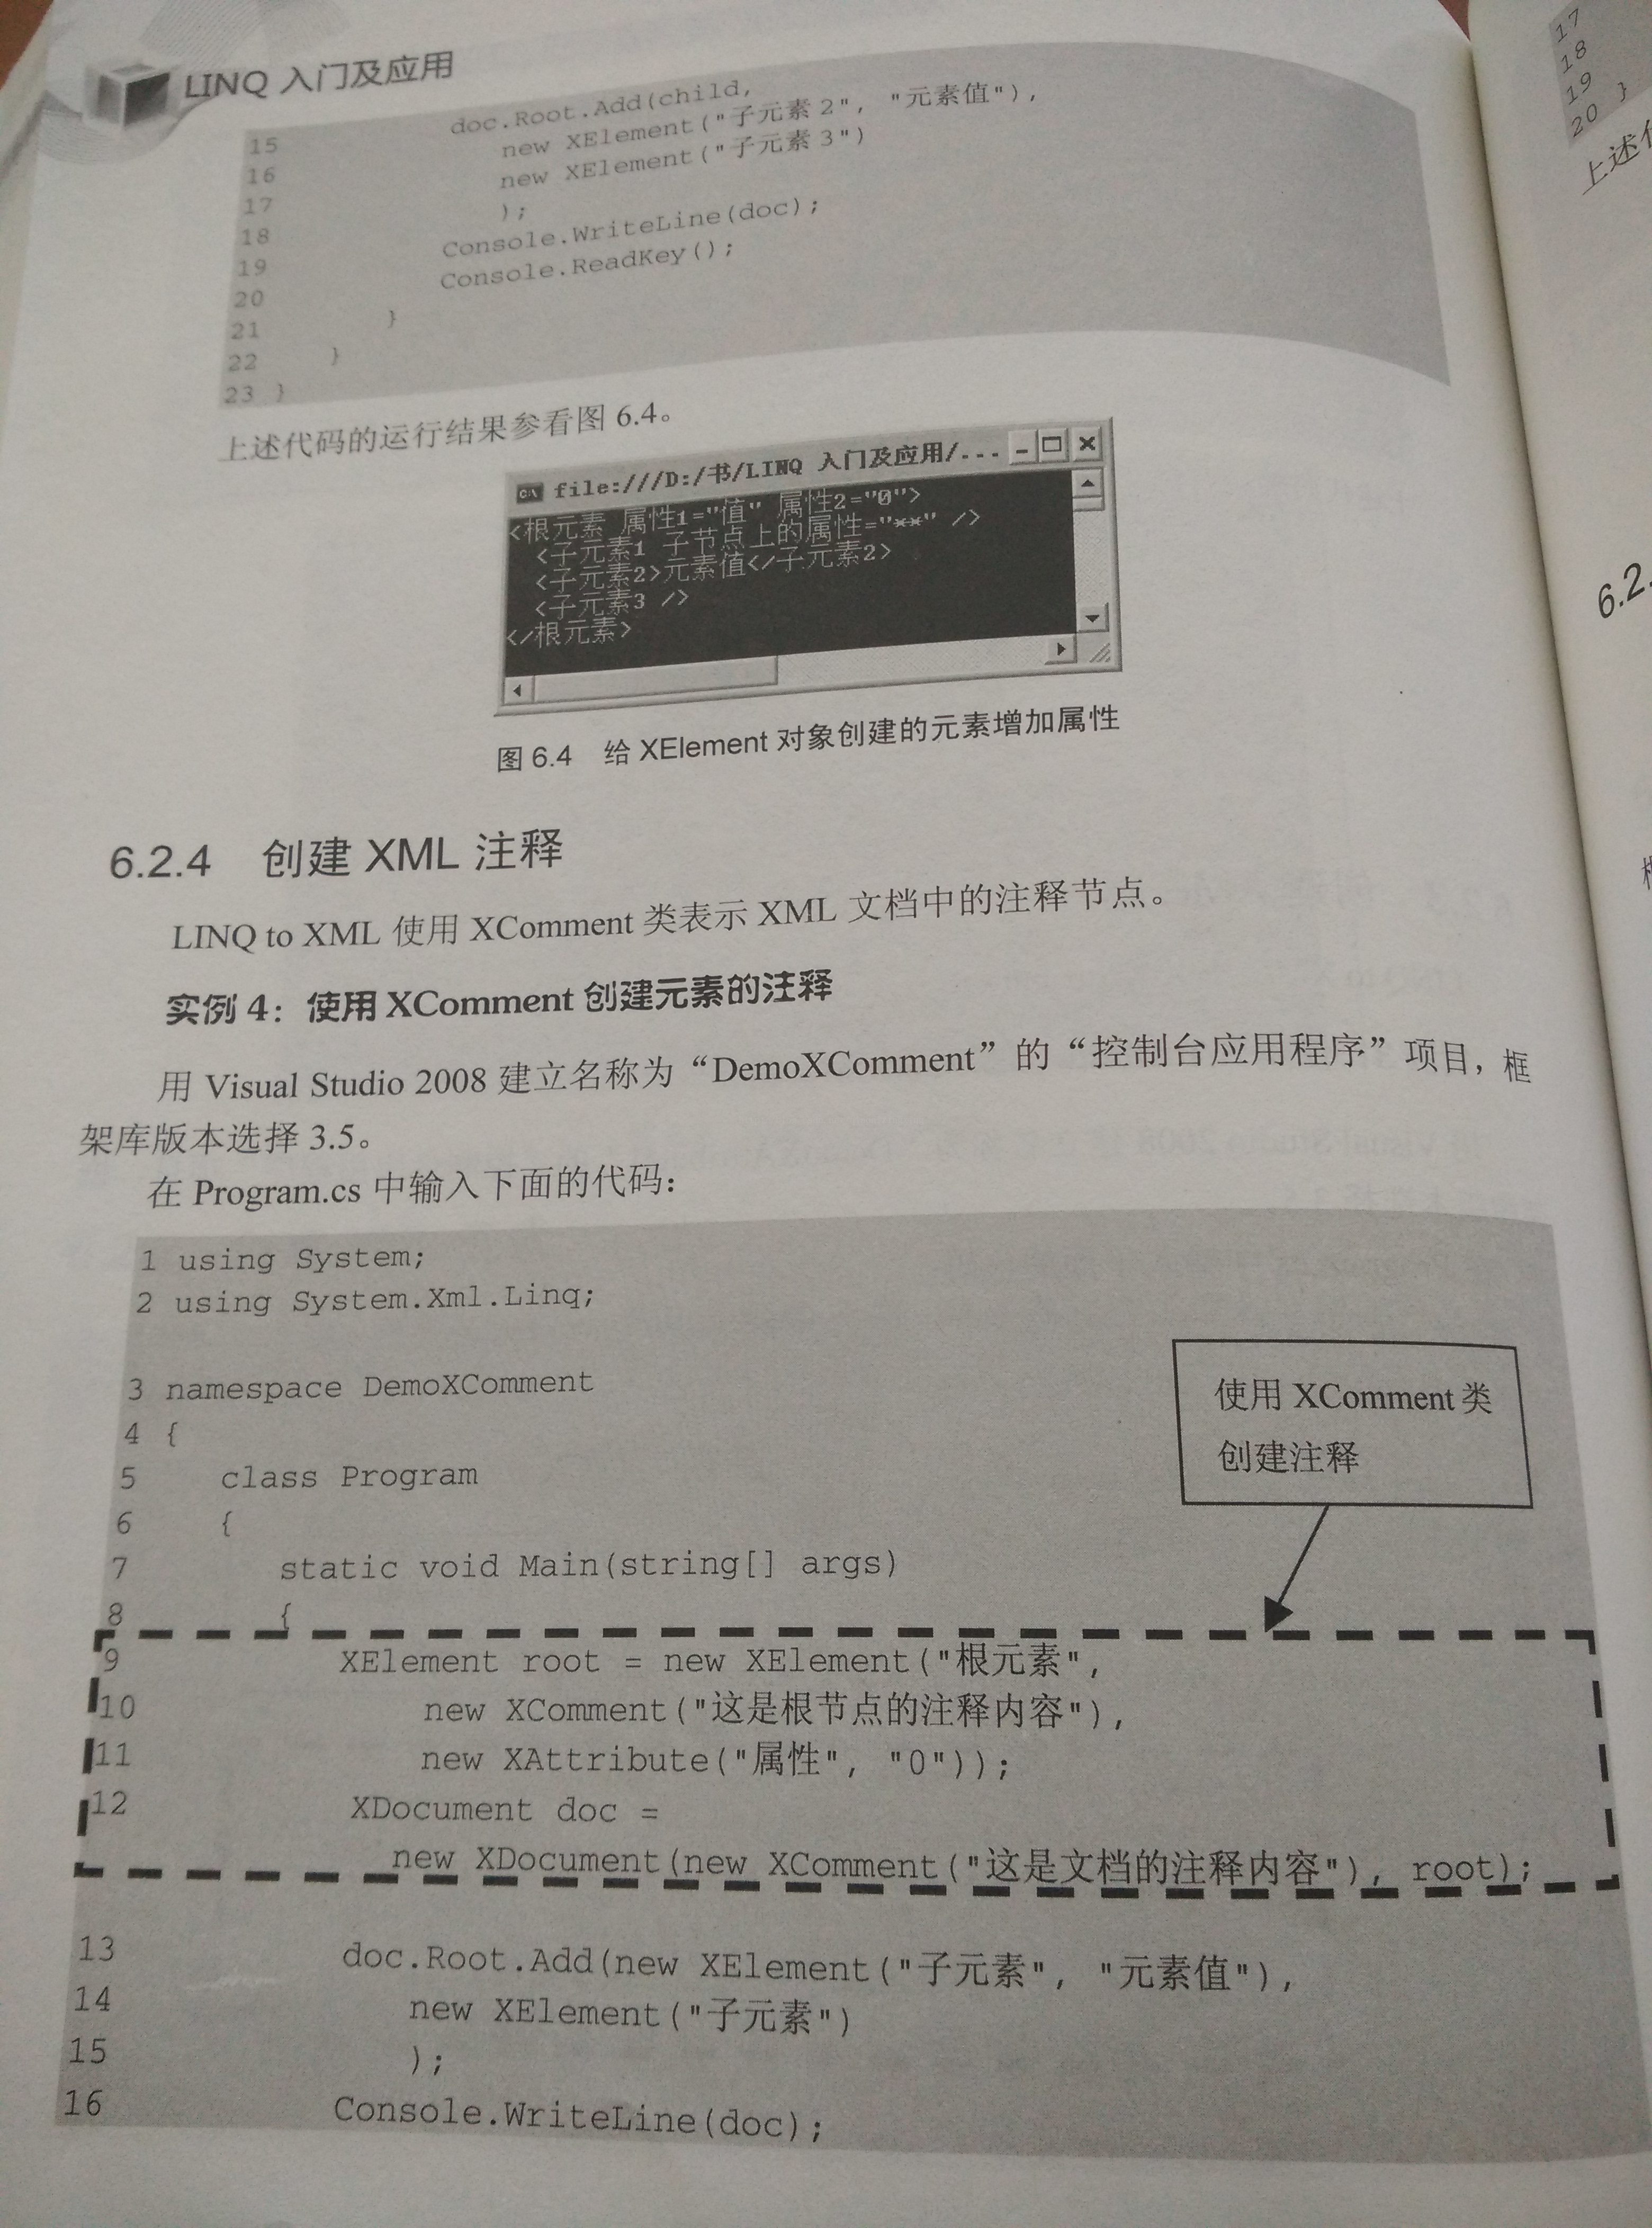 LINQ 入门及应用
15 doc.Root.Add(child,
16 new XElement("子元素 2", "元素值"),
17 new XElement("子元素 3")
18 );
19 Console.WriteLine(doc);
20 Console.ReadKey();
21 }
22 }
23 }
上述代码的运行结果参看图 6.4。
file:///D:/书/LINQ 入门及应用/...
<根元素 属性1="值" 属性2="0">
<子元素1 子节点上的属性="**" />
<子元素2>元素值</子元素2>
<子元素3 />
</根元素>
图 6.4 给 XElement 对象创建的元素增加属性
6.2.4 创建 XML 注释
LINQ to XML 使用 XComment 类表示 XML 文档中的注释节点。
实例 4：使用 XComment 创建元素的注释
用 Visual Studio 2008 建立名称为“DemoXComment”的“控制台应用程序”项目，框
架库版本选择 3.5。
在 Program.cs 中输入下面的代码：
1 using System;
2 using System.Xml.Linq;
3 namespace DemoXComment
4 {
5 class Program
6 {
7 static void Main(string[] args)
8 {
9 XElement root = new XElement("根元素",
10 new XComment("这是根节点的注释内容"),
11 new XAttribute("属性", "0"));
12 XDocument doc =
new XDocument(new XComment("这是文档的注释内容"), root);
使用 XComment 类
创建注释
13 doc.Root.Add(new XElement("子元素", "元素值"),
14 new XElement("子元素")
15 );
16 Console.WriteLine(doc);
17
18
19
20 }
上述
6.2.